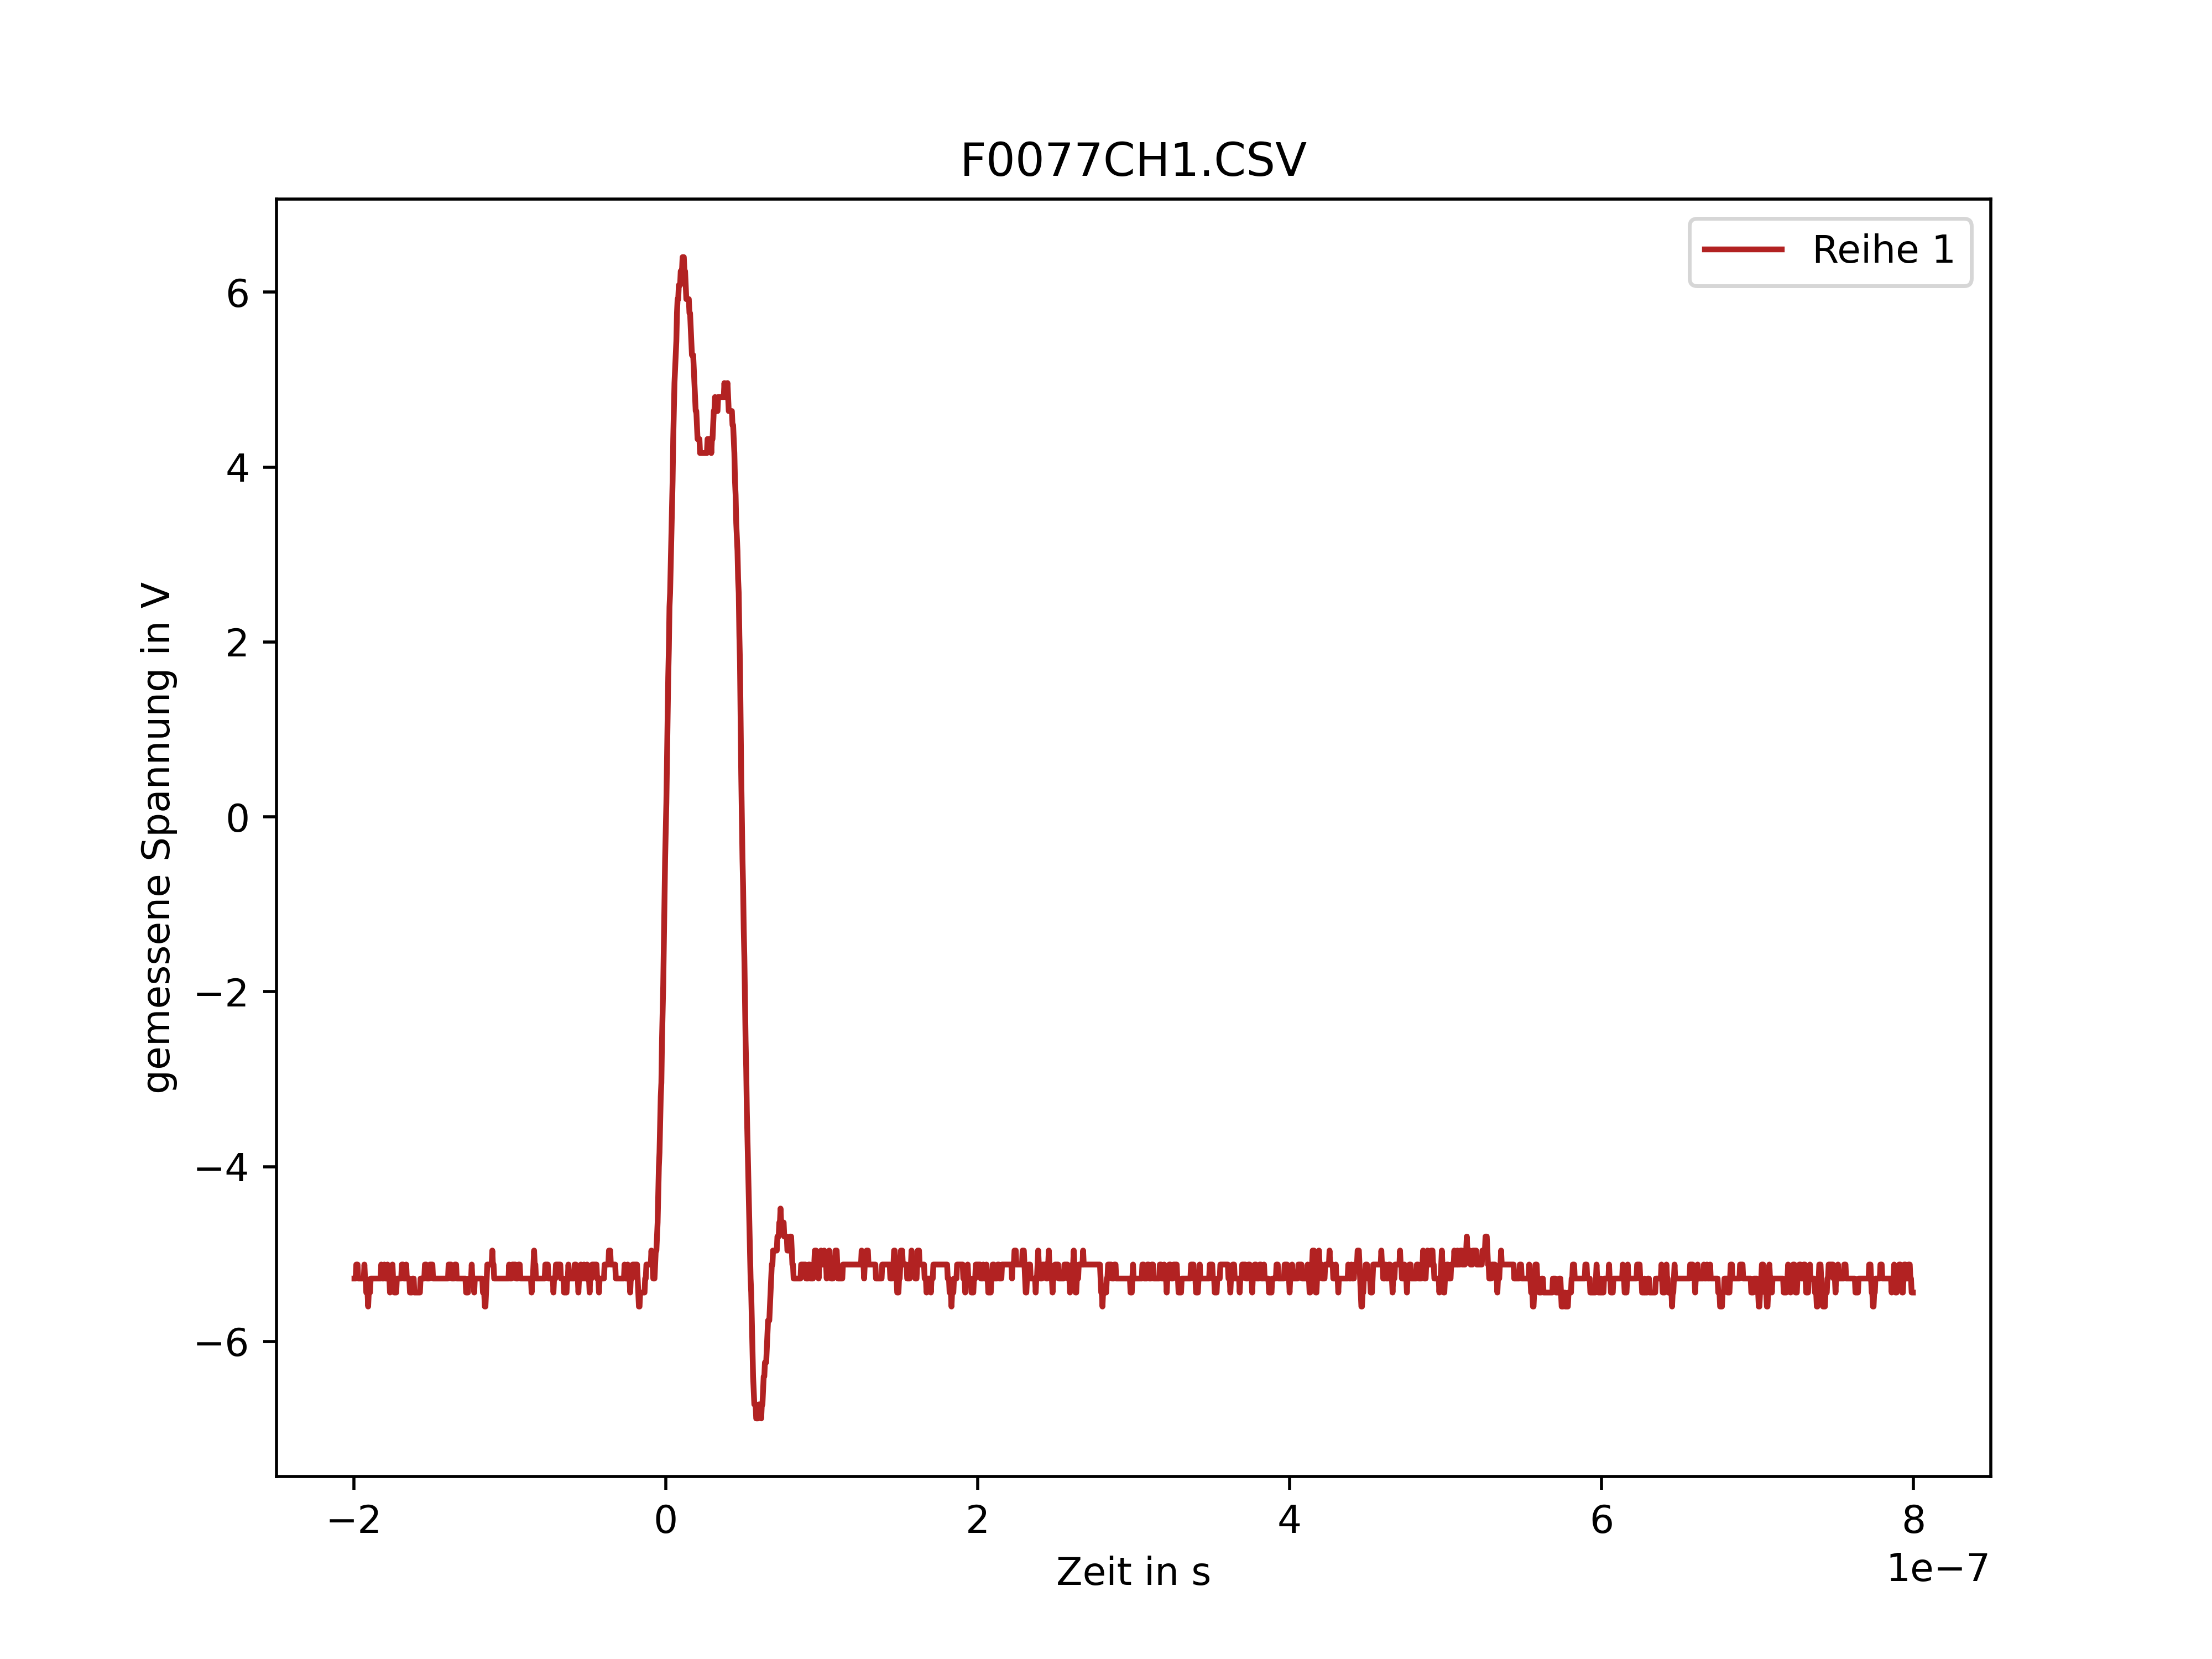 F0077CH1.CSV
Reihe 1
gemessene Spannung in V
6
4
2
0
−2
−4
−6
−2 0 2 4 6 8
1e−7
Zeit in s